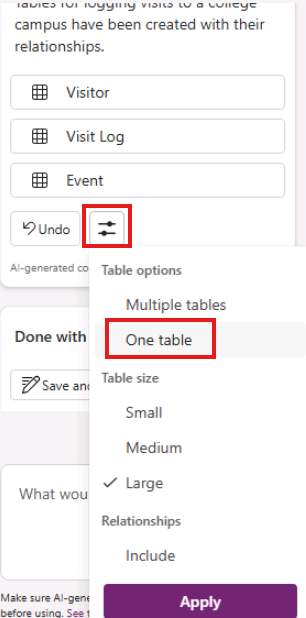 Tables for logging visits to a college
campus have been created with their
relationships.
Visitor
Visit Log
Event
Undo
AI-generated co
Table options
Multiple tables
One table
Done with
Table size
Save and
Small
Medium
Large
What wou
Relationships
Include
Make sure AI-gene
before using. See t
Apply